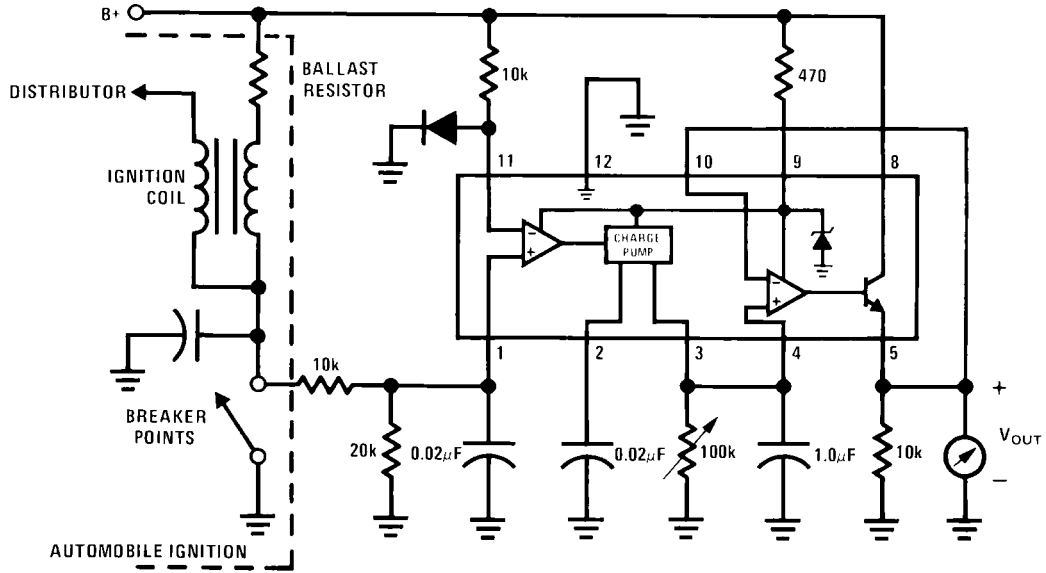 B+
BALLAST
RESISTOR
10k
470
DISTRIBUTOR
11
12
10
9
8
IGNITION
COIL
CHARGE
PUMP
1
2
3
4
5
10k
+
BREAKER
POINTS
20k
0.02μF
0.02μF
100k
1.0μF
10k
VOUT
−
AUTOMOBILE IGNITION